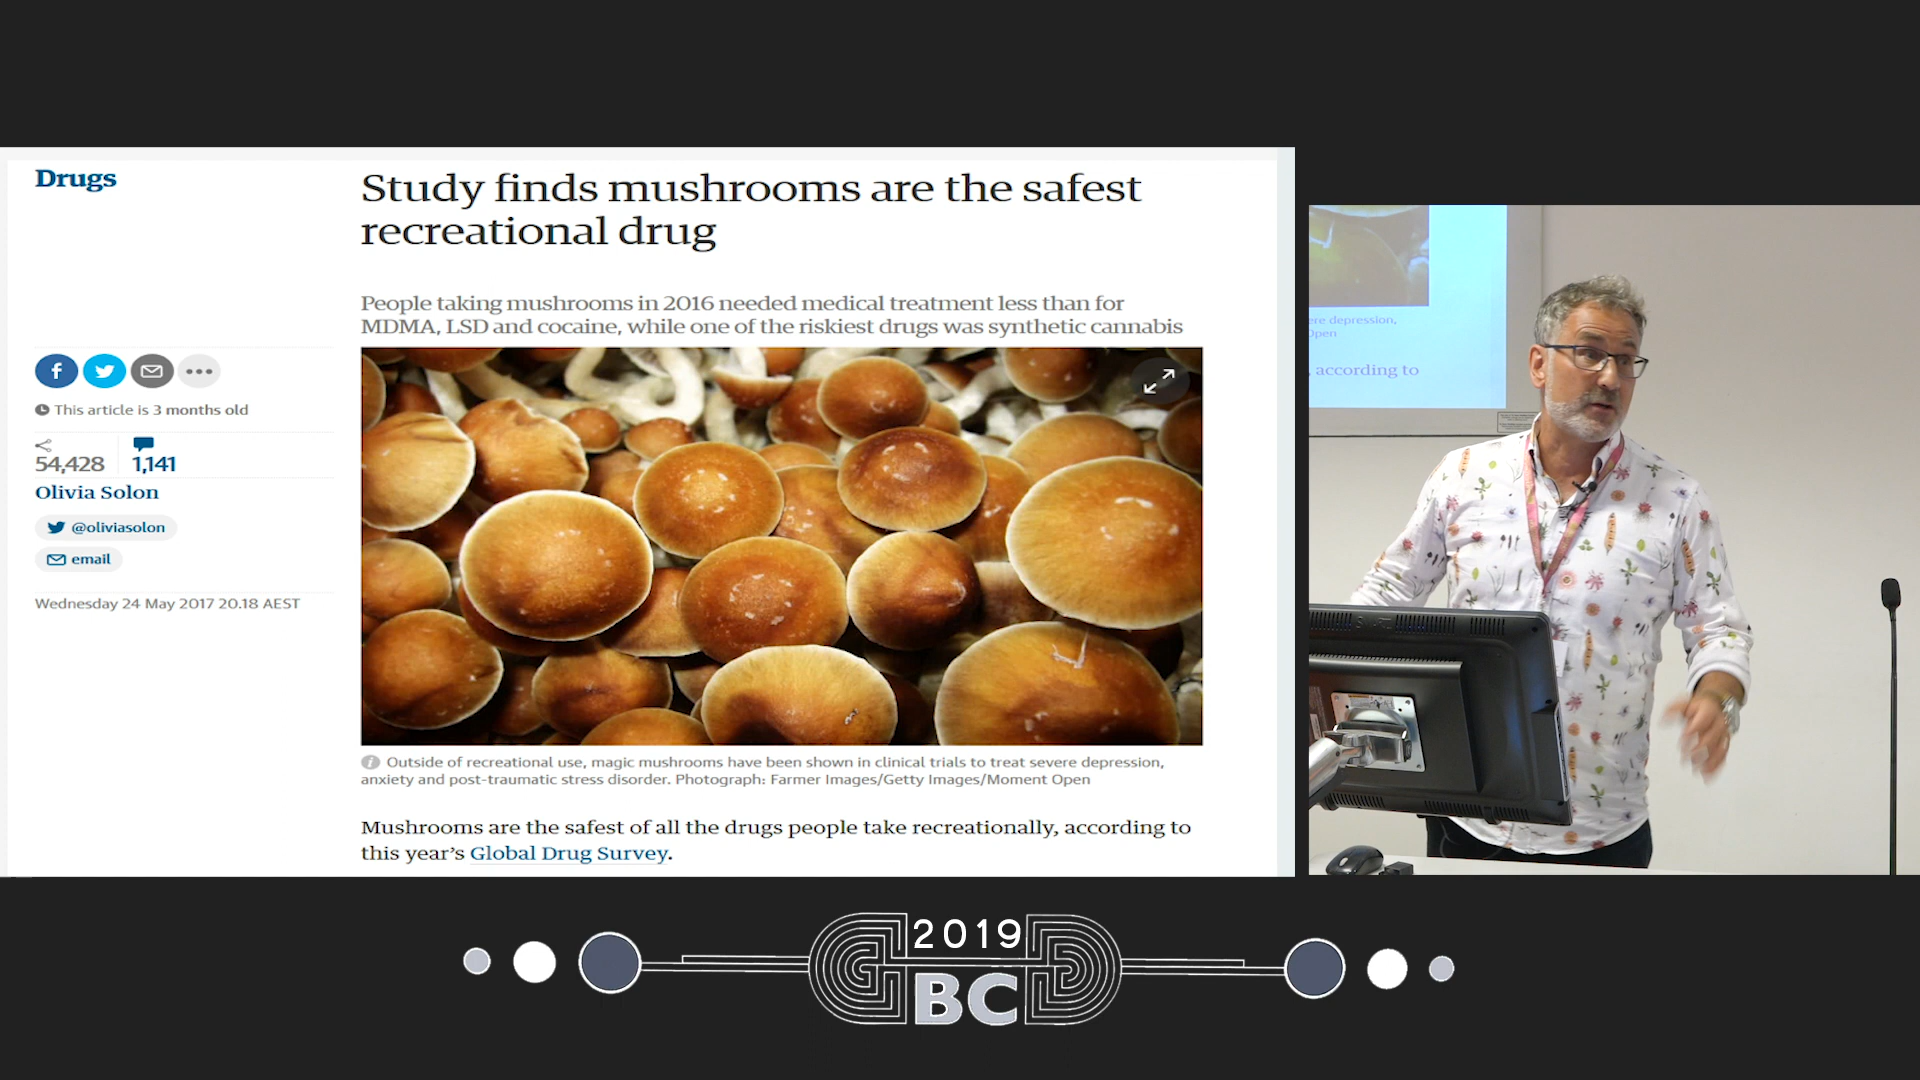 Drugs
Study finds mushrooms are the safest
recreational drug
People taking mushrooms in 2016 needed medical treatment less than for
MDMA, LSD and cocaine, while one of the riskiest drugs was synthetic cannabis
This article is 3 months old
54,428
1,141
Olivia Solon
@oliviasolon
email
Wednesday 24 May 2017 20.18 AEST
Outside of recreational use, magic mushrooms have been shown in clinical trials to treat severe depression,
anxiety and post-traumatic stress disorder. Photograph: Farmer Images/Getty Images/Moment Open
Mushrooms are the safest of all the drugs people take recreationally, according to
this year's Global Drug Survey.
ere depression,
Open
, according to
2019
BC